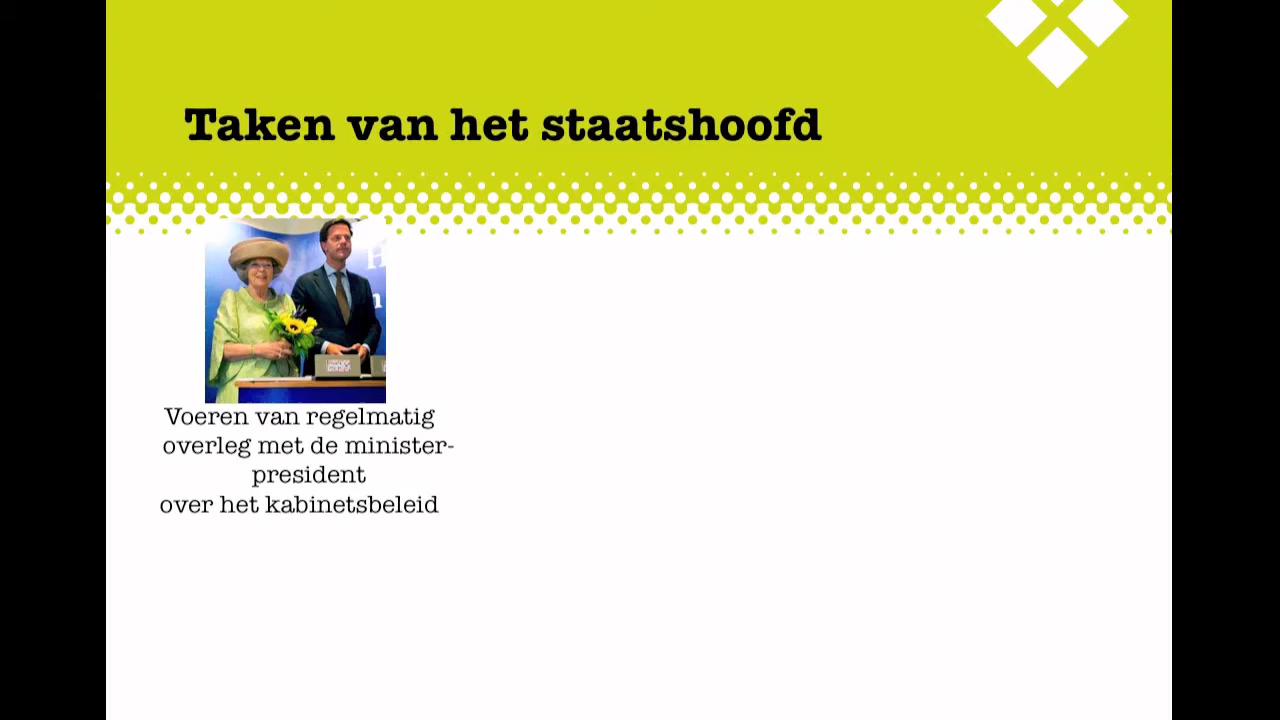 Taken van het staatshoofd
Voeren van regelmatig
overleg met de minister-
president
over het kabinetsbeleid